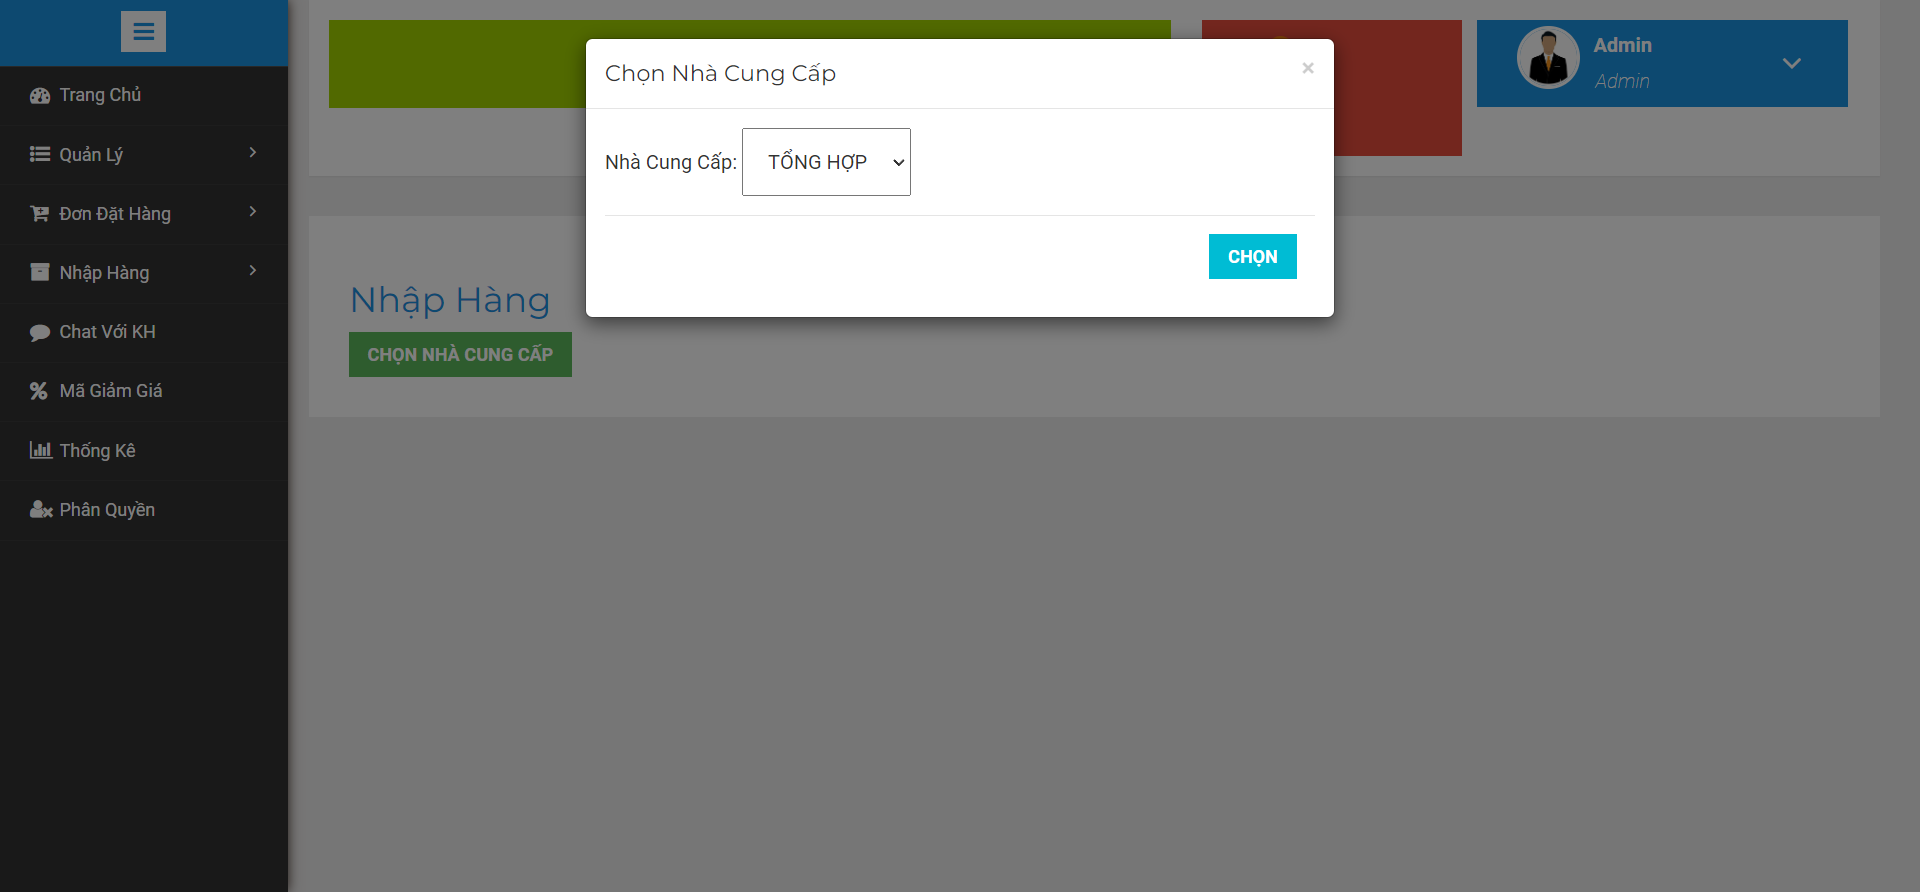 Trang Chủ
Quản Lý
Đơn Đặt Hàng
Nhập Hàng
Chat Với KH
Mã Giảm Giá
Thống Kê
Phân Quyền
Admin
Admin
Chọn Nhà Cung Cấp
×
Nhà Cung Cấp: TỔNG HỢP
CHỌN
Nhập Hàng
CHỌN NHÀ CUNG CẤP